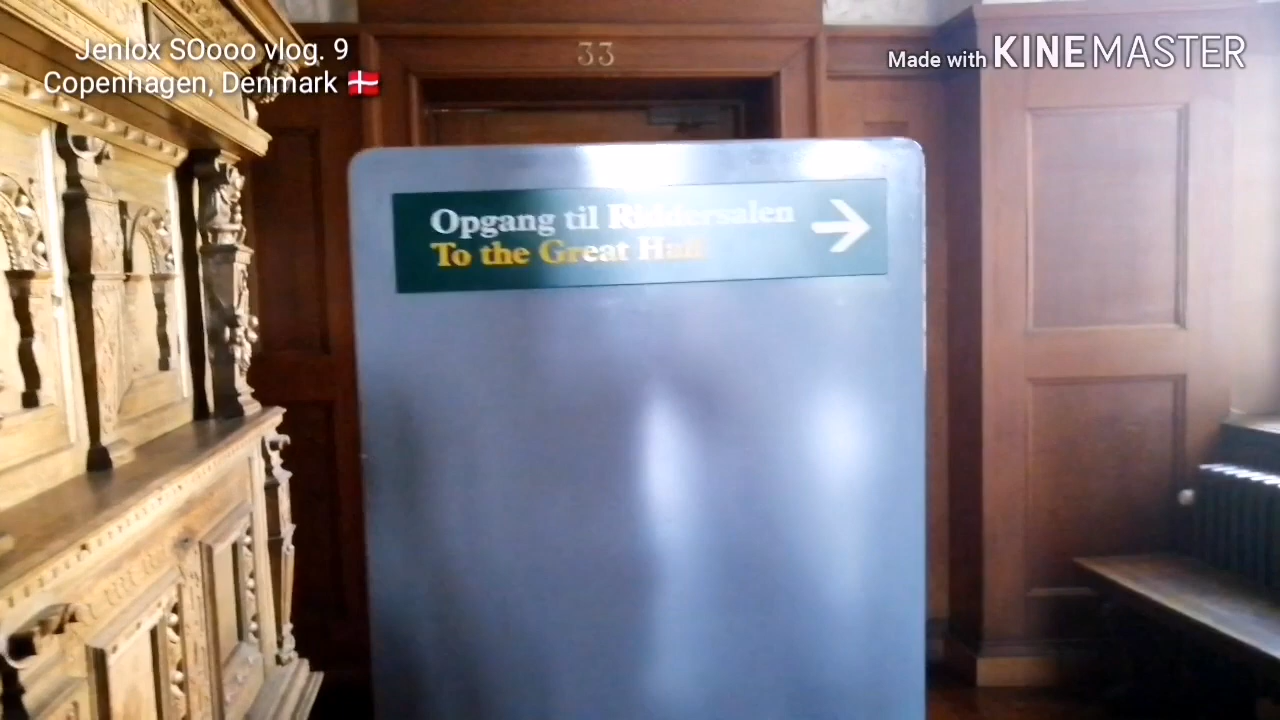 Jenlox SOooo vlog. 9
Copenhagen, Denmark 🇩🇰
Made with KINEMASTER
33
Opgang til Riddersalen
To the Great Hall